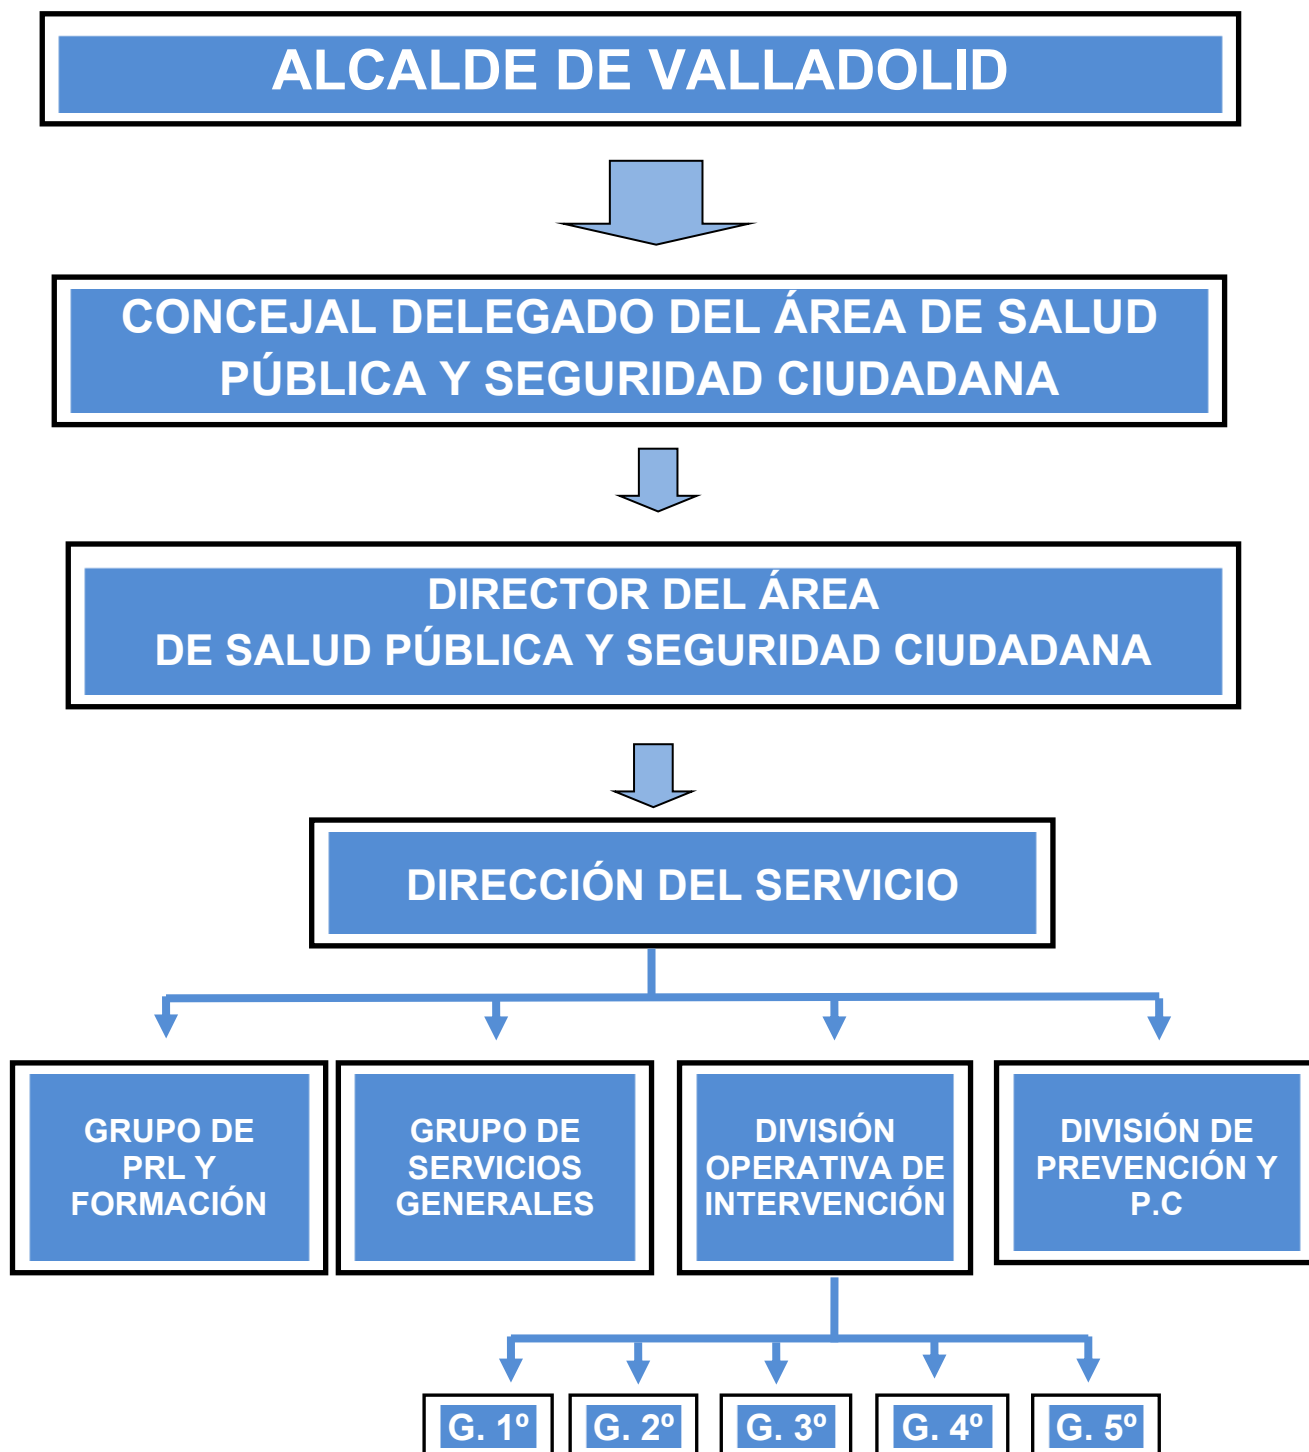 ALCALDE DE VALLADOLID
CONCEJAL DELEGADO DEL ÁREA DE SALUD
PÚBLICA Y SEGURIDAD CIUDADANA
DIRECTOR DEL ÁREA
DE SALUD PÚBLICA Y SEGURIDAD CIUDADANA
DIRECCIÓN DEL SERVICIO
GRUPO DE
PRL Y
FORMACIÓN
GRUPO DE
SERVICIOS
GENERALES
DIVISIÓN
OPERATIVA DE
INTERVENCIÓN
DIVISIÓN DE
PREVENCIÓN Y
P.C
G. 1º
G. 2º
G. 3º
G. 4º
G. 5º